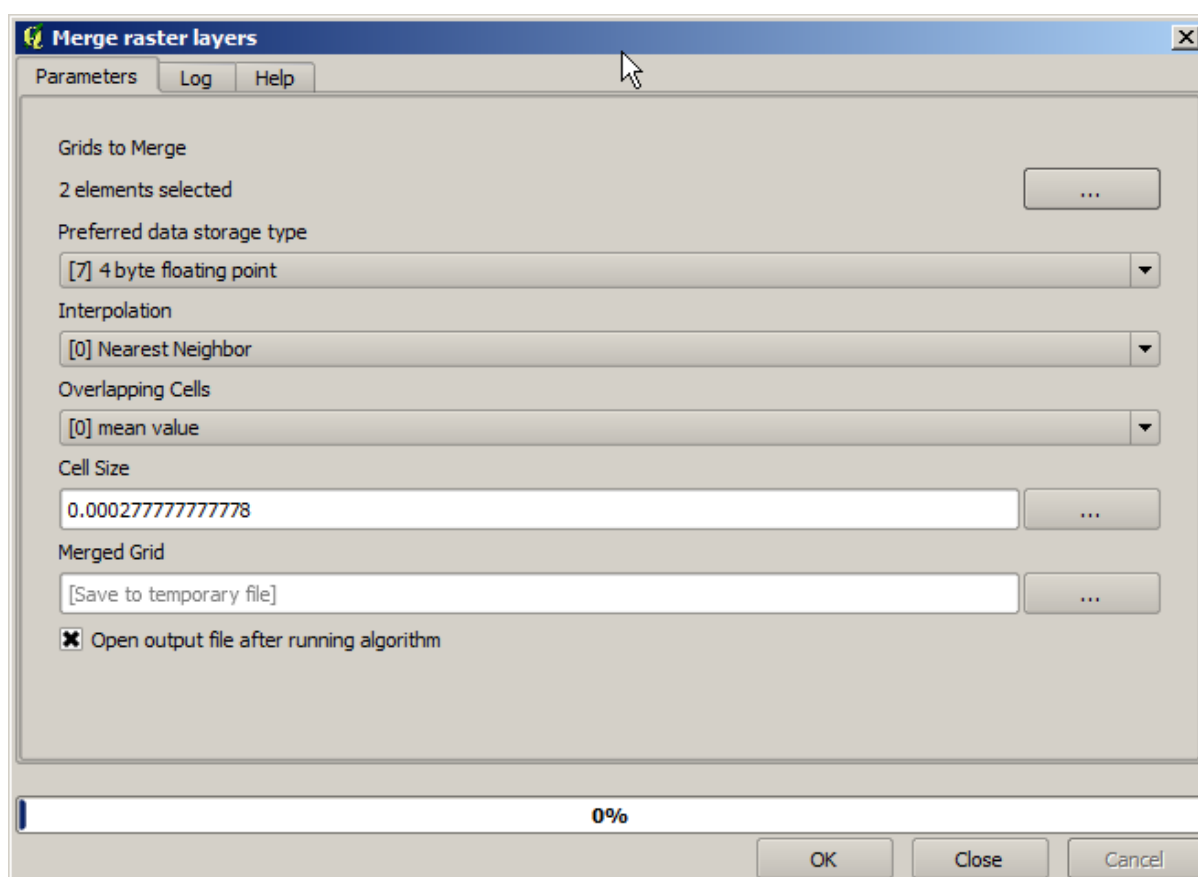 Merge raster layers
Parameters Log Help
Grids to Merge
2 elements selected ...
Preferred data storage type
[7] 4 byte floating point
Interpolation
[0] Nearest Neighbor
Overlapping Cells
[0] mean value
Cell Size
0.000277777777778 ...
Merged Grid
[Save to temporary file] ...
Open output file after running algorithm
0%
OK Close Cancel